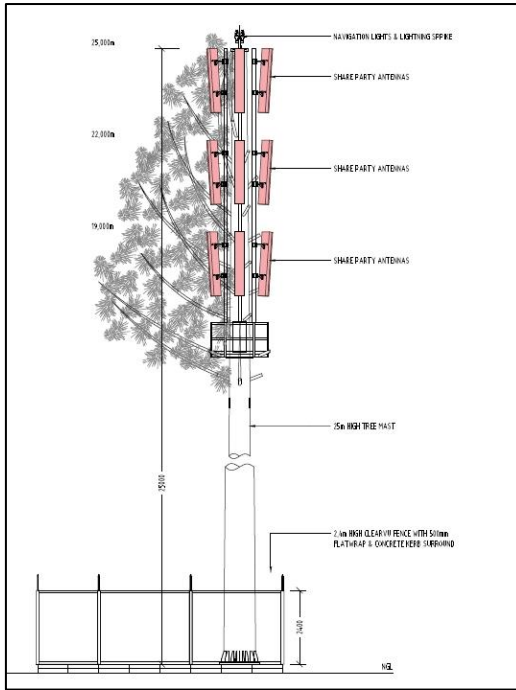 NAVIGATION LIGHTS & LIGHTNING SPPIKE
25,000m
SHARE PARTY ANTENNAS
22,000m
SHARE PARTY ANTENNAS
19,000m
SHARE PARTY ANTENNAS
25m HIGH TREE MAST
25000
2,4m HIGH CLEARVU FENCE WITH 500mm
FLATWRAP & CONCRETE KERB SURROUND
2400
NGL